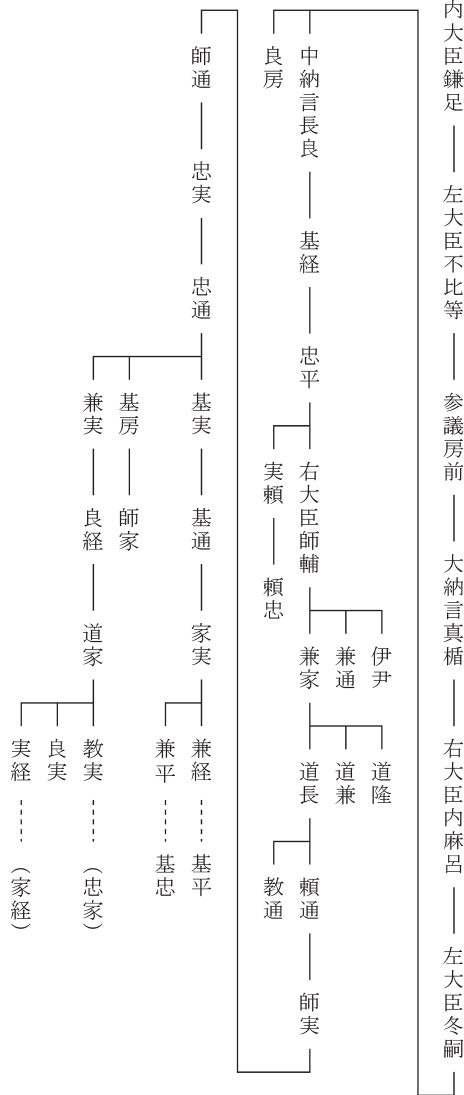 内大臣鎌足
左大臣不比等
参議房前
大納言真楯
右大臣内麻呂
左大臣冬嗣
中納言長良
基経
忠平
右大臣師輔
伊尹
兼通
兼家
道隆
道兼
道長
頼通
師実
教通
実頼
頼忠
良房
師通
忠実
忠通
基実
基通
家実
兼経
基平
兼平
基忠
基房
師家
兼実
良経
道家
教実
(忠家)
良実
実経
(家経)